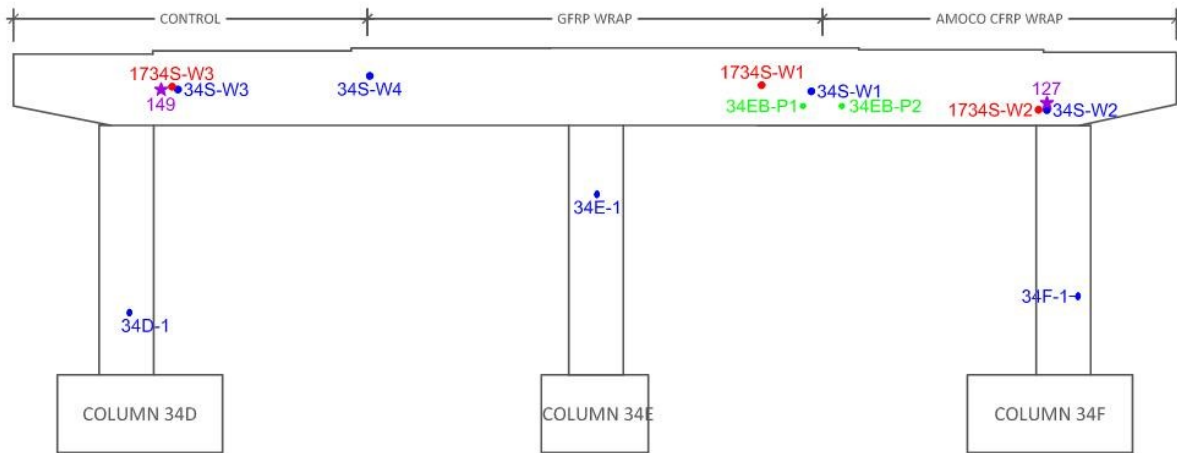 CONTROL
GFRP WRAP
AMOCO CFRP WRAP
1734S-W3
34S-W3
149
34S-W4
1734S-W1
34S-W1
34EB-P1
34EB-P2
127
1734S-W2
34S-W2
34E-1
34D-1
34F-1
COLUMN 34D
COLUMN 34E
COLUMN 34F